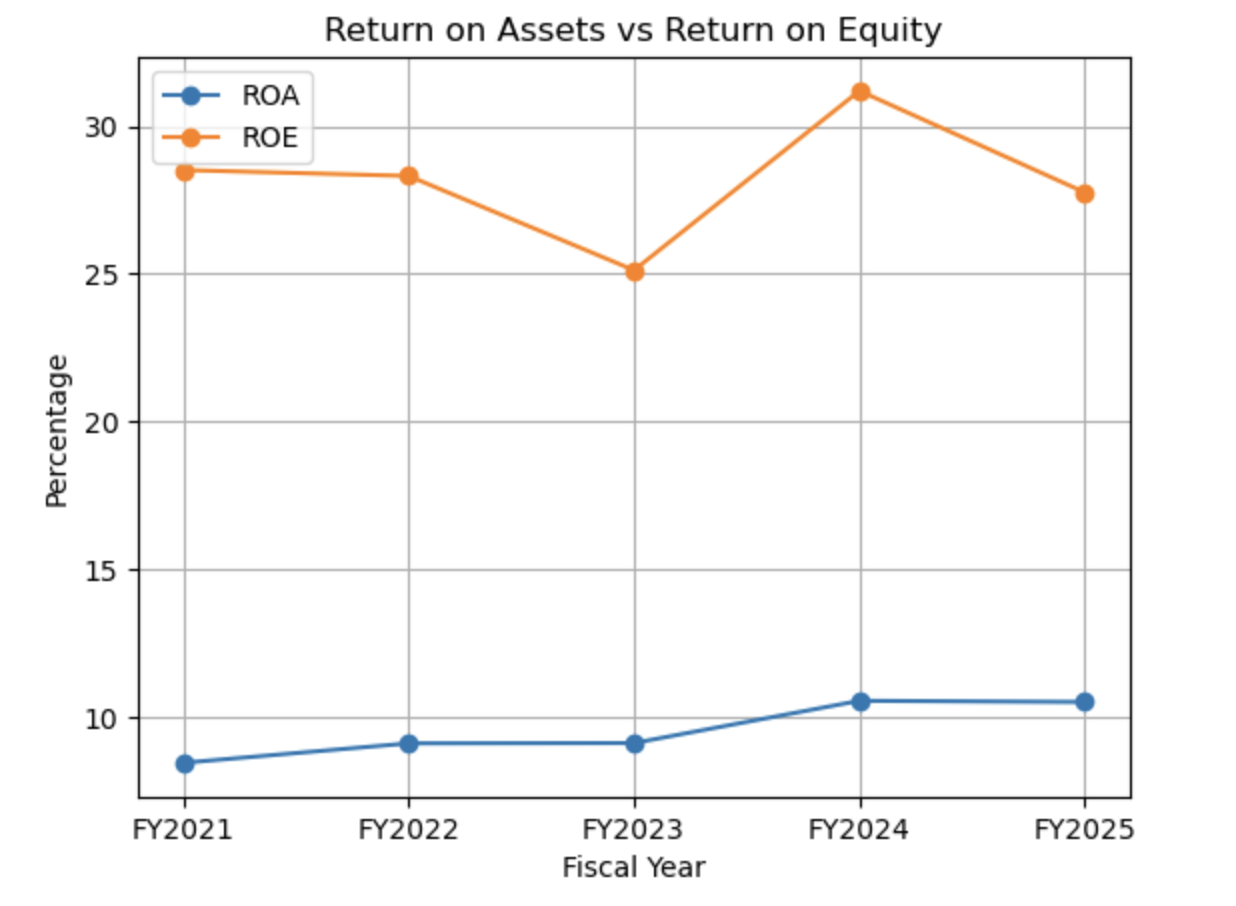 Return on Assets vs Return on Equity
ROA
ROE
30
25
20
15
10
Percentage
FY2021 FY2022 FY2023 FY2024 FY2025
Fiscal Year